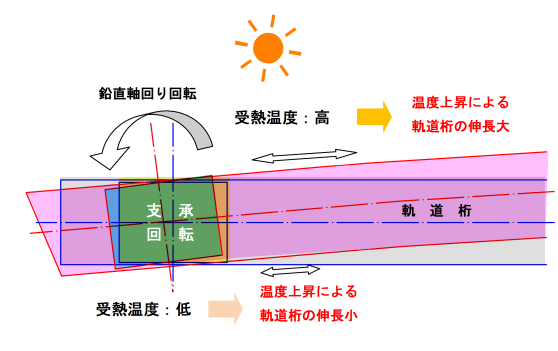 鉛直軸回り回転
受熱温度：高
温度上昇による
軌道桁の伸長大
支承
回転
軌道桁
受熱温度：低
温度上昇による
軌道桁の伸長小